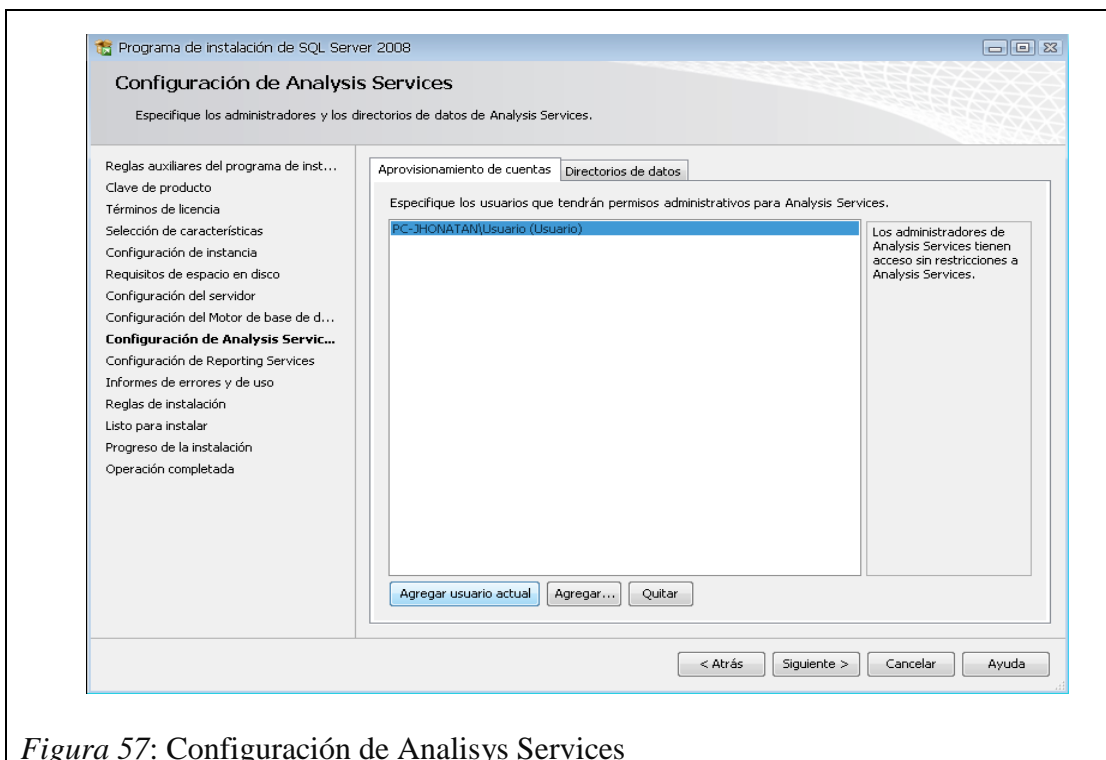 Programa de instalación de SQL Server 2008
Configuración de Analysis Services
Especifique los administradores y los directorios de datos de Analysis Services.
Reglas auxiliares del programa de inst...
Clave de producto
Términos de licencia
Selección de características
Configuración de instancia
Requisitos de espacio en disco
Configuración del servidor
Configuración del Motor de base de d...
Configuración de Analysis Servic...
Configuración de Reporting Services
Informes de errores y de uso
Reglas de instalación
Listo para instalar
Progreso de la instalación
Operación completada
Aprovisionamiento de cuentas Directorios de datos
Especifique los usuarios que tendrán permisos administrativos para Analysis Services.
PC-JHONATAN\Usuario (Usuario)
Los administradores de
Analysis Services tienen
acceso sin restricciones a
Analysis Services.
Agregar usuario actual Agregar... Quitar
< Atrás Siguiente > Cancelar Ayuda
Figura 57: Configuración de Analisys Services